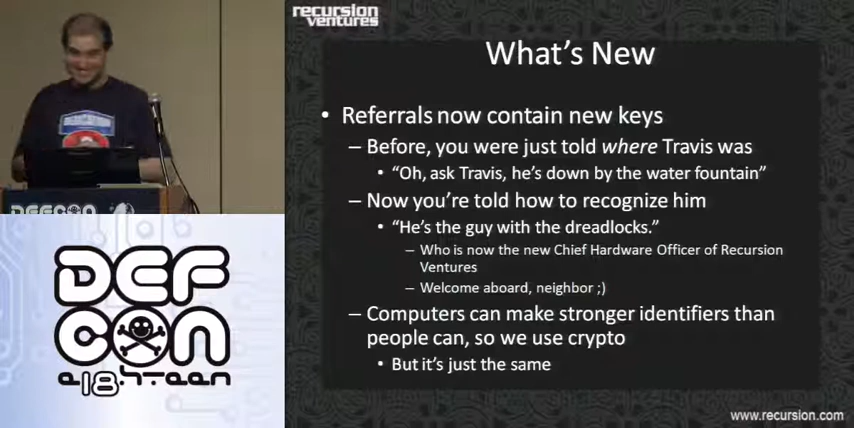 recursion
ventures
What's New
• Referrals now contain new keys
– Before, you were just told where Travis was
• "Oh, ask Travis, he's down by the water fountain"
– Now you're told how to recognize him
• "He's the guy with the dreadlocks."
– Who is now the new Chief Hardware Officer of Recursion
Ventures
– Welcome aboard, neighbor ;)
– Computers can make stronger identifiers than
people can, so we use crypto
• But it's just the same
www.recursion.com
DEFCON
DEF
CON
e18hteen